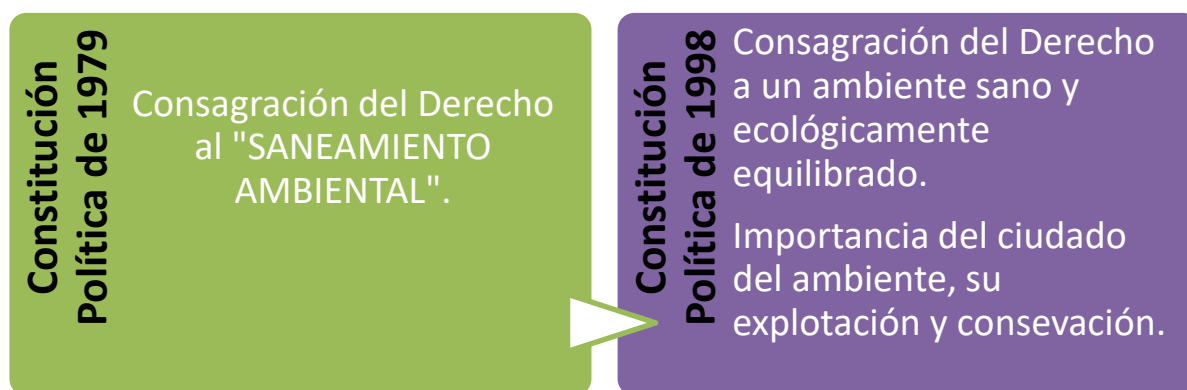 Constitución
Política de 1979
Consagración del Derecho
al "SANEAMIENTO
AMBIENTAL".
Constitución
Política de 1998
Consagración del Derecho
a un ambiente sano y
ecológicamente
equilibrado.
Importancia del ciudado
del ambiente, su
explotación y consevación.